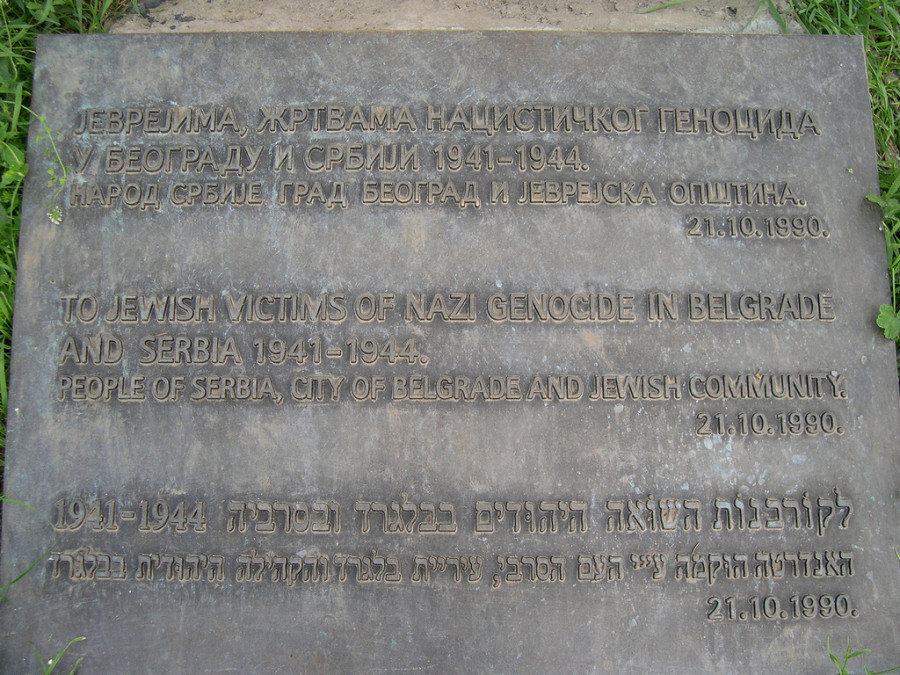 ЈЕВРЕЈИМА, ЖРТВАМА НАЦИСТИЧКОГ ГЕНОЦИДА
У БЕОГРАДУ И СРБИЈИ 1941-1944.
НАРОД СРБИЈЕ ГРАД БЕОГРАД И ЈЕВРЕЈСКА ОПШТИНА.
21.10.1990.
TO JEWISH VICTIMS OF NAZI GENOCIDE IN BELGRADE
AND SERBIA 1941-1944.
PEOPLE OF SERBIA, CITY OF BELGRADE AND JEWISH COMMUNITY.
21.10.1990.
לקורבנות השואה היהודים בבלגרד ובסרביה 1941-1944
האנדרטה הוקמה ע״י העם הסרבי, עיריית בלגרד והקהילה היהודית בבלגרד
21.10.1990.